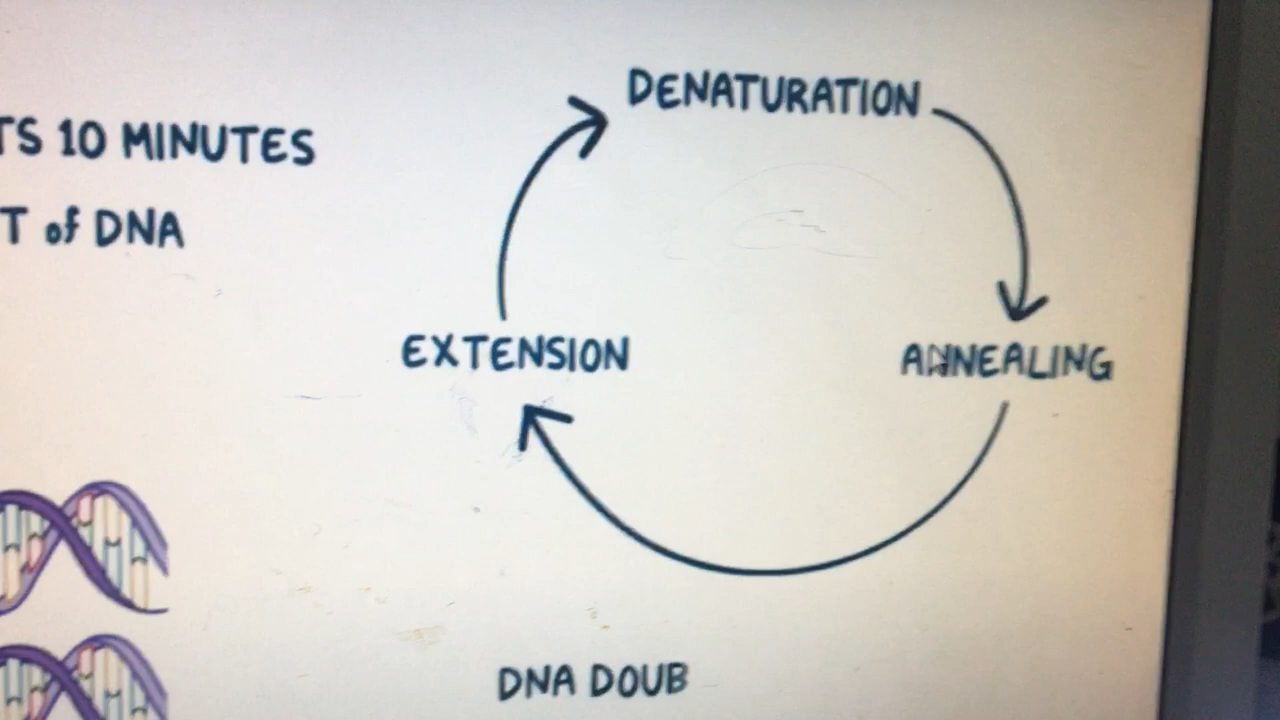 DENATURATION
TS 10 MINUTES
T of DNA
EXTENSION
ANNEALING
DNA DOUB